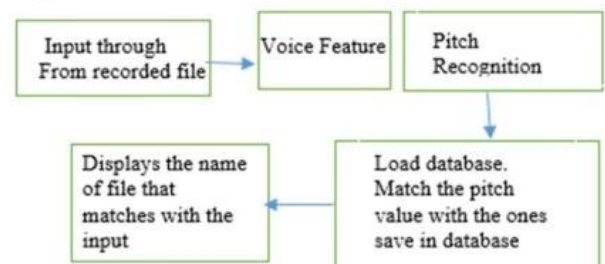 Input through
From recorded file
Voice Feature
Pitch
Recognition
Load database.
Match the pitch
value with the ones
save in database
Displays the name
of file that
matches with the
input